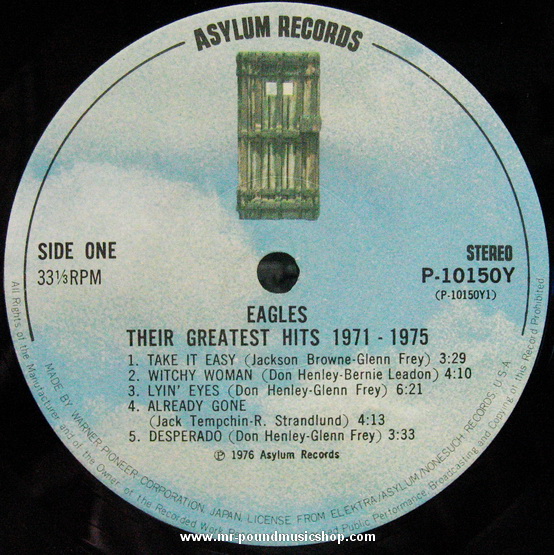 ASYLUM RECORDS
SIDE ONE
33⅓RPM
STEREO
P-10150Y
(P-10150Y1)
EAGLES
THEIR GREATEST HITS 1971 - 1975
1. TAKE IT EASY (Jackson Browne-Glenn Frey) 3:29
2. WITCHY WOMAN (Don Henley-Bernie Leadon) 4:10
3. LYIN' EYES (Don Henley-Glenn Frey) 6:21
4. ALREADY GONE
(Jack Tempchin-R. Strandlund) 4:13
5. DESPERADO (Don Henley-Glenn Frey) 3:33
Ⓟ 1976 Asylum Records
MADE BY WARNER-PIONEER CORPORATION, JAPAN, LICENSE FROM ELEKTRA/ASYLUM/NONESUCH RECORDS, U.S.A.
All Rights of the Manufacturer and of the Owner of the Recorded Work Public Performance Broadcasting and Copying of this Record Prohibited
www.mr-poundmusicshop.com